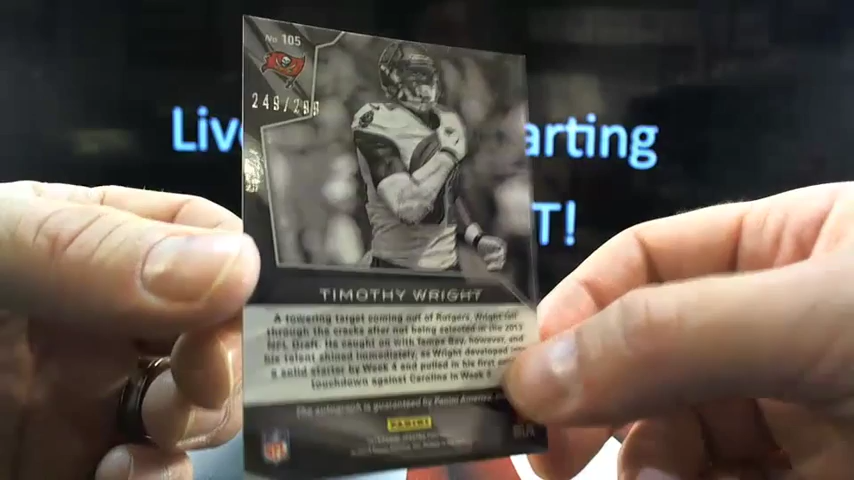 No 105
249/299
Live
arting
T!
TIMOTHY WRIGHT
A towering target coming out of Rutgers, Wright fell
through the cracks after not being selected in the 2013
NFL Draft. He caught on with Tampa Bay, however, and
his talent shined immediately, as Wright developed into
a solid starter by Week 4 and pulled in his first
touchdown against Carolina in Week
The autograph is guaranteed by Panini America,
PANINI
NFL